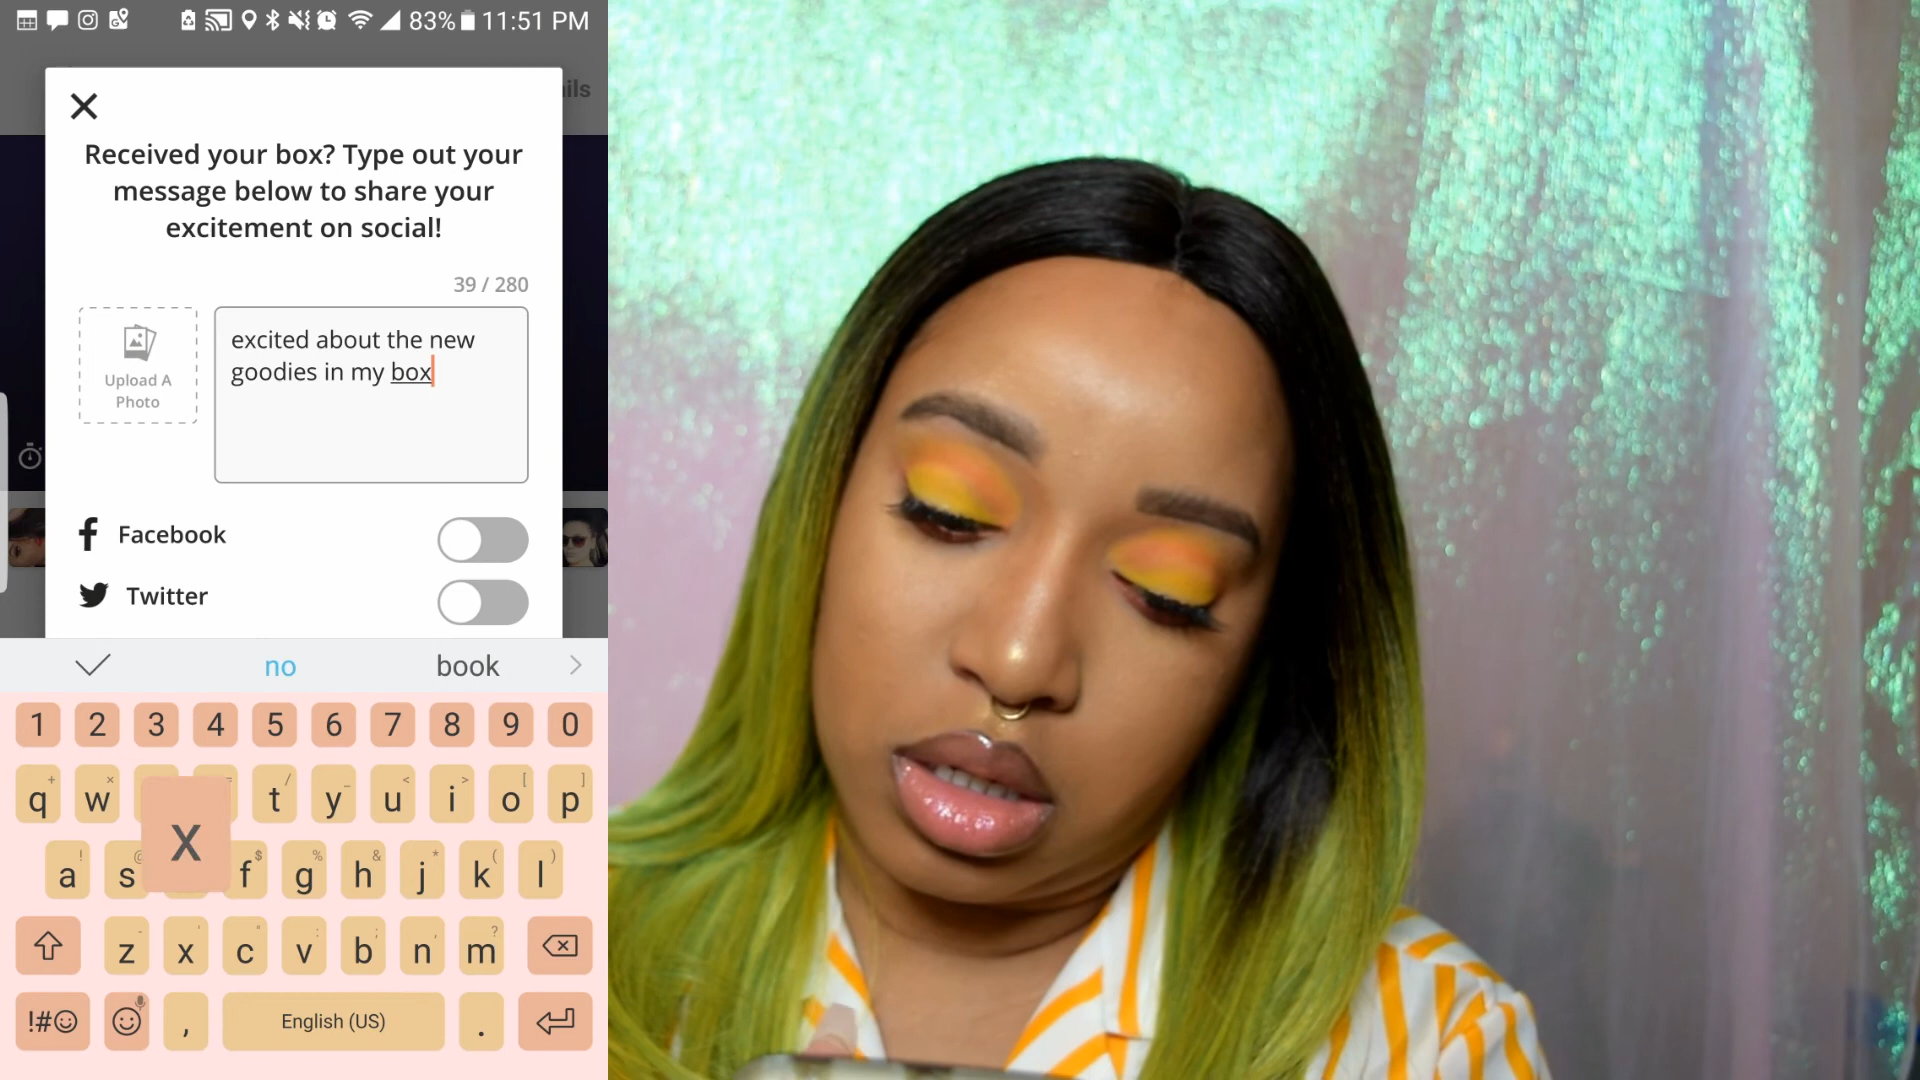 83% 11:51 PM
ils
Received your box? Type out your
message below to share your
excitement on social!
39 / 280
Upload A
Photo
excited about the new
goodies in my box
Facebook
Twitter
no book
1 2 3 4 5 6 7 8 9 0
q w t y u i o p
x
a s f g h j k l
z x c v b n m
!#☺ , English (US) .